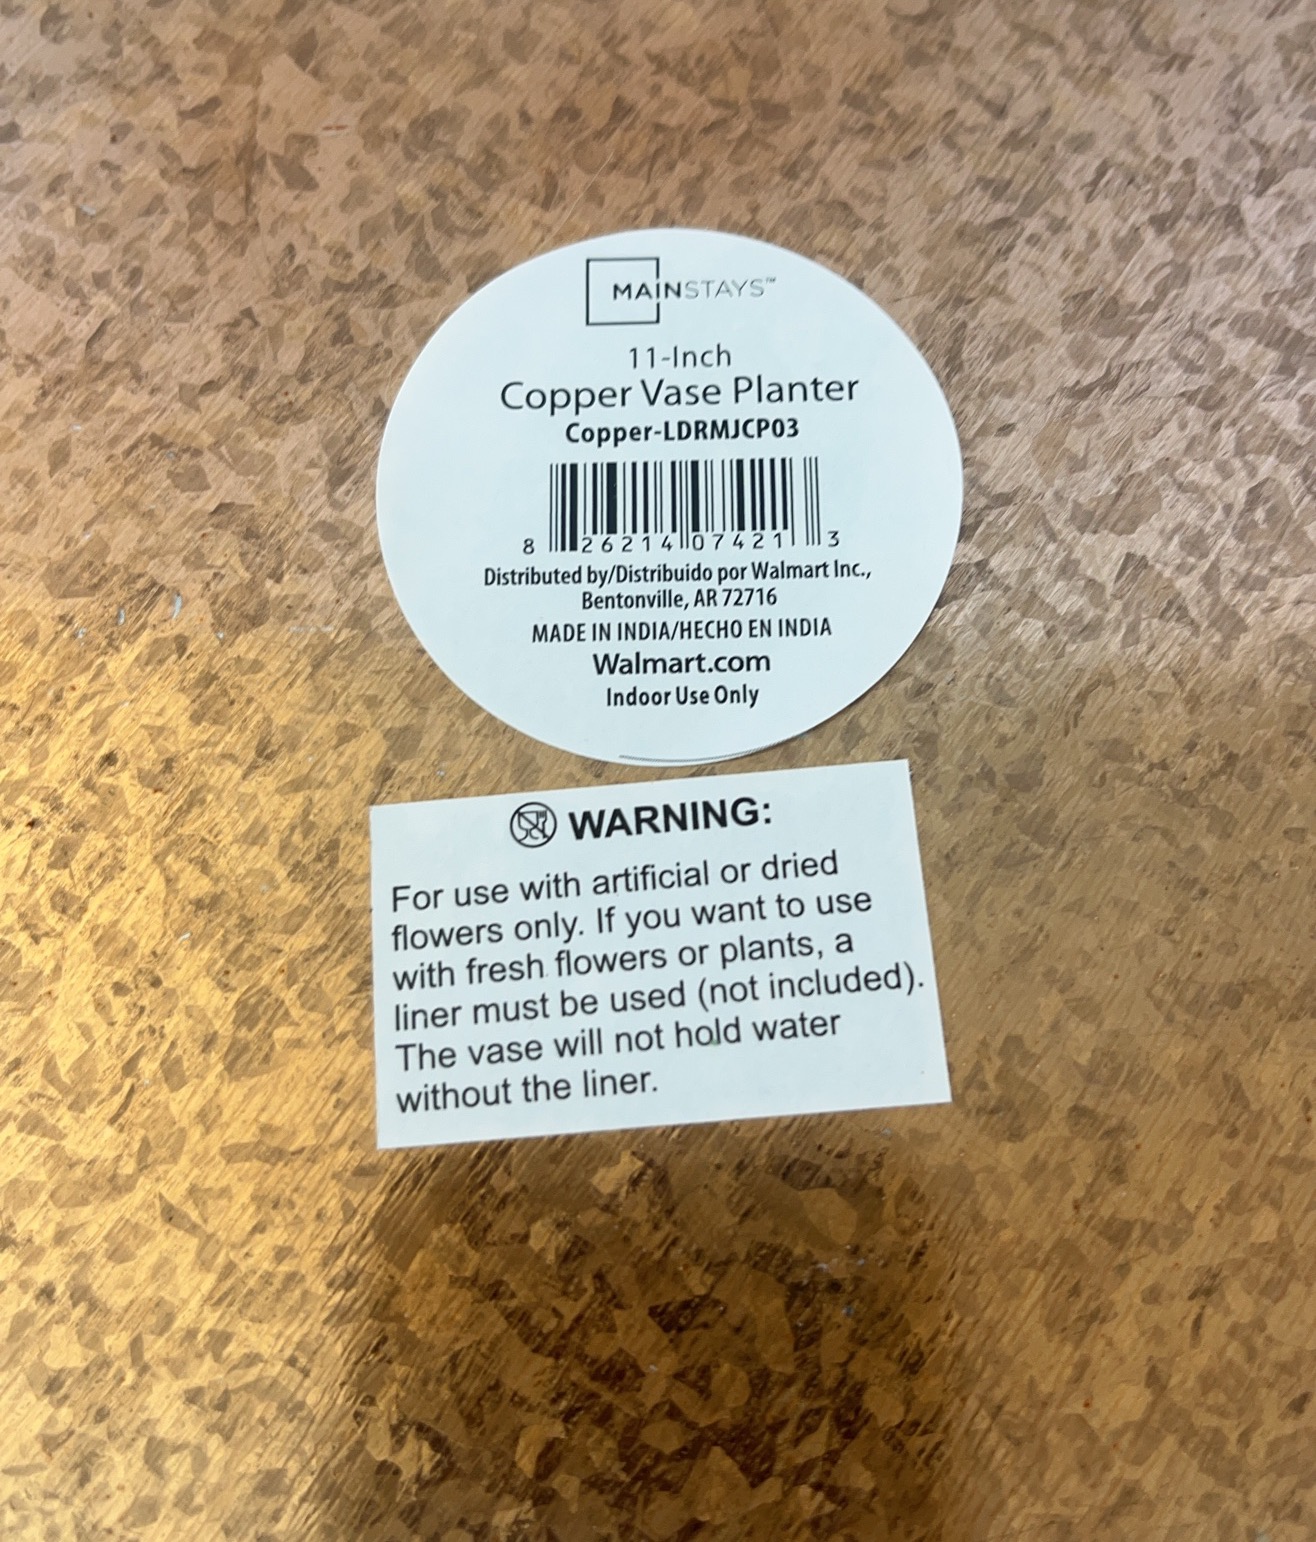 MAINSTAYS™
11-Inch
Copper Vase Planter
Copper-LDRMJCP03
8 26214 07421 3
Distributed by/Distribuido por Walmart Inc.,
Bentonville, AR 72716
MADE IN INDIA/HECHO EN INDIA
Walmart.com
Indoor Use Only
WARNING:
For use with artificial or dried
flowers only. If you want to use
with fresh flowers or plants, a
liner must be used (not included).
The vase will not hold water
without the liner.